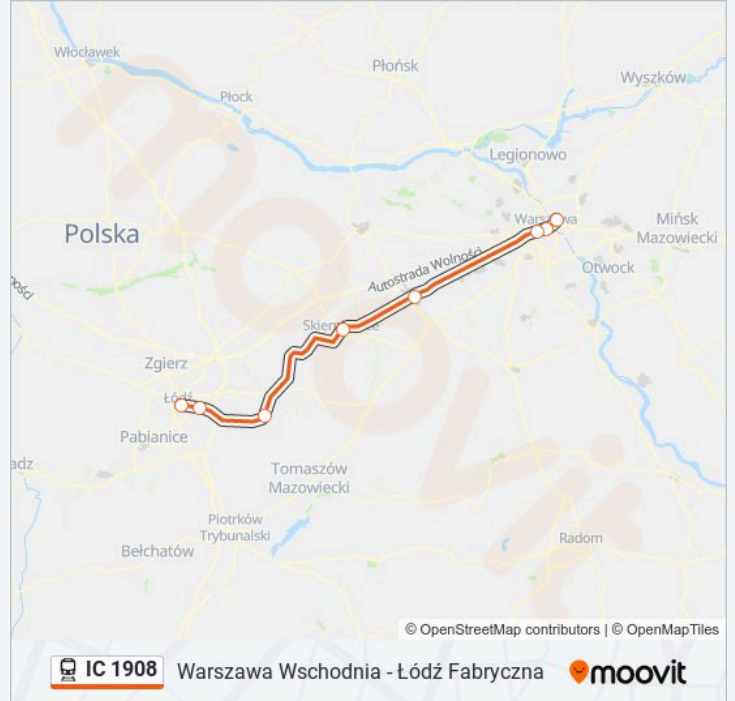 Włocławek
Płońsk
Wyszków
Płock
Legionowo
Warszawa
Mińsk
Mazowiecki
Polska
Otwock
Autostrada Wolności
Zgierz
Łódź
Pabianice
Tomaszów
Mazowiecki
Piotrków
Trybunalski
Bełchatów
Radom
moovit
© OpenStreetMap contributors | © OpenMapTiles
IC 1908
Warszawa Wschodnia - Łódź Fabryczna
moovit